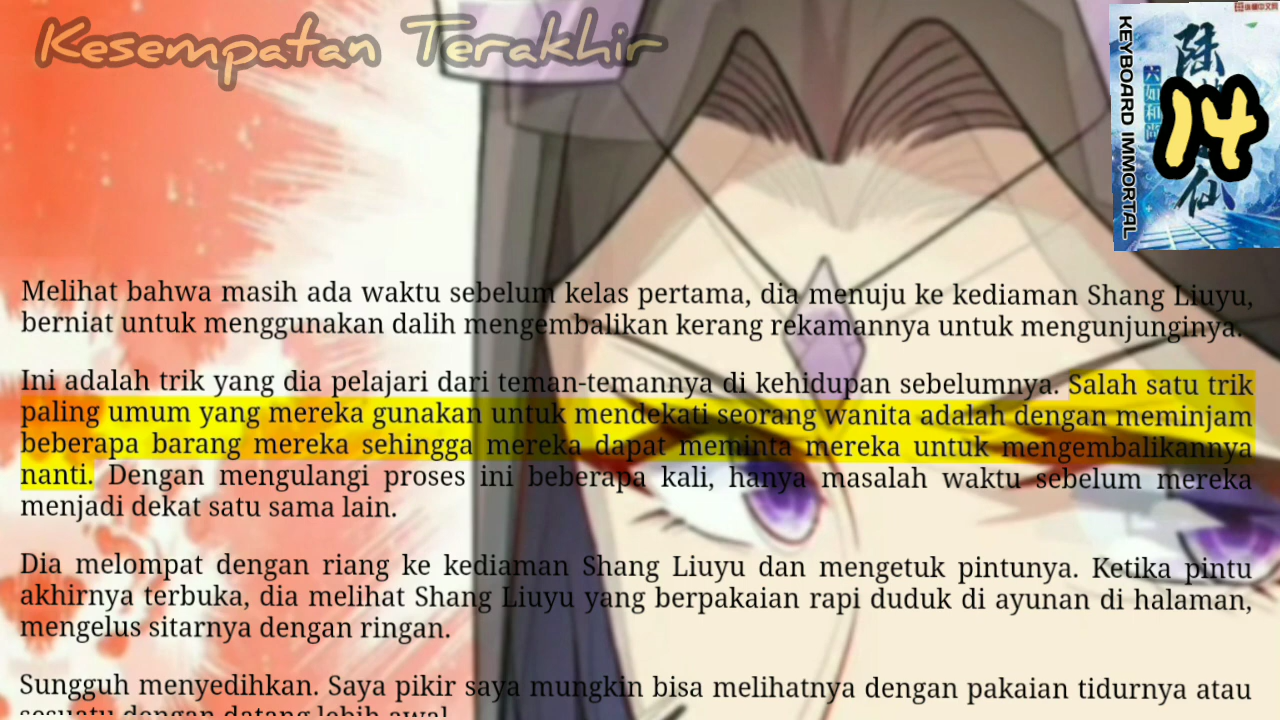 Kesempatan Terakhir
KEYBOARD IMMORTAL
14
仙
Melihat bahwa masih ada waktu sebelum kelas pertama, dia menuju ke kediaman Shang Liuyu,
berniat untuk menggunakan dalih mengembalikan kerang rekamannya untuk mengunjunginya.
Ini adalah trik yang dia pelajari dari teman-temannya di kehidupan sebelumnya. Salah satu trik
paling umum yang mereka gunakan untuk mendekati seorang wanita adalah dengan meminjam
beberapa barang mereka sehingga mereka dapat meminta mereka untuk mengembalikannya
nanti. Dengan mengulangi proses ini beberapa kali, hanya masalah waktu sebelum mereka
menjadi dekat satu sama lain.
Dia melompat dengan riang ke kediaman Shang Liuyu dan mengetuk pintunya. Ketika pintu
akhirnya terbuka, dia melihat Shang Liuyu yang berpakaian rapi duduk di ayunan di halaman,
mengelus sitarnya dengan ringan.
Sungguh menyedihkan. Saya pikir saya mungkin bisa melihatnya dengan pakaian tidurnya atau
sesuatu dengan datang lebih awal.